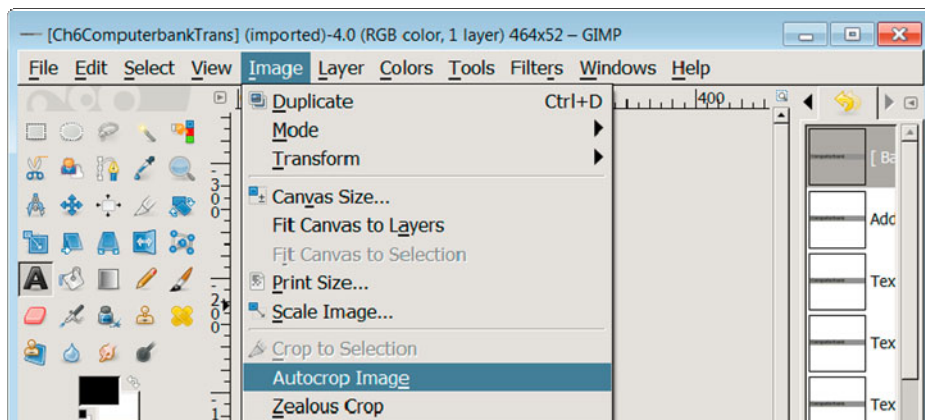 [Ch6ComputerbankTrans] (imported)-4.0 (RGB color, 1 layer) 464x52 – GIMP
File Edit Select View Image Layer Colors Tools Filters Windows Help
Duplicate Ctrl+D
400
Mode
Transform
[ Ba
Canvas Size...
300
Fit Canvas to Layers
Add
Fit Canvas to Selection
Print Size...
Tex
Scale Image...
Crop to Selection
Tex
Autocrop Image
Zealous Crop
Tex